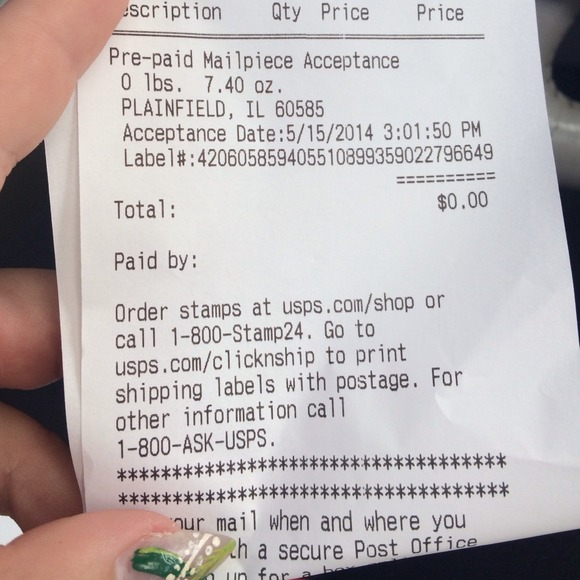 Qty Price Price
Pre-paid Mailpiece Acceptance
0 lbs. 7.40 oz.
PLAINFIELD, IL 60585
Acceptance Date:5/15/2014 3:01:50 PM
Label#:420605859405510899359022796649
==========
Total: $0.00
Paid by:
Order stamps at usps.com/shop or
call 1-800-Stamp24. Go to
usps.com/clicknship to print
shipping labels with postage. For
other information call
1-800-ASK-USPS.
***********************************
***********************************
mail when and where you
a secure Post Office
up for a